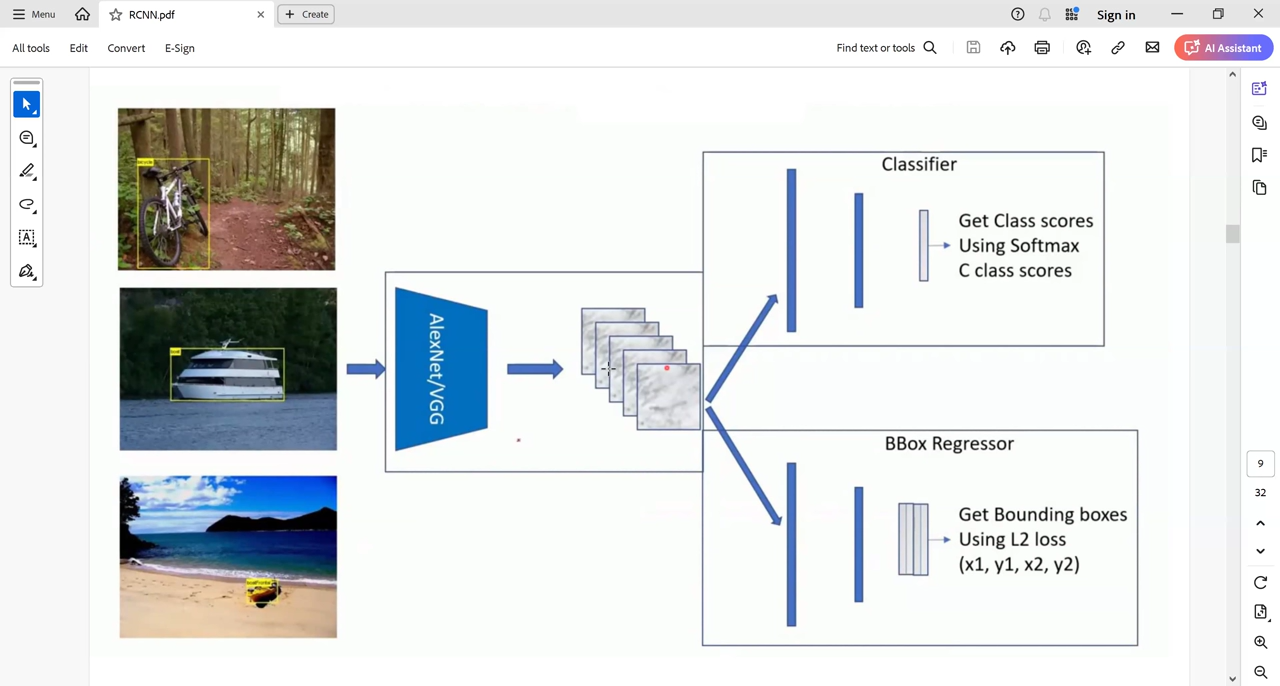 Menu
RCNN.pdf
Create
Sign in
All tools
Edit
Convert
E-Sign
Find text or tools
AI Assistant
AlexNet/VGG
Classifier
Get Class scores
Using Softmax
C class scores
BBox Regressor
Get Bounding boxes
Using L2 loss
(x1, y1, x2, y2)
9
32